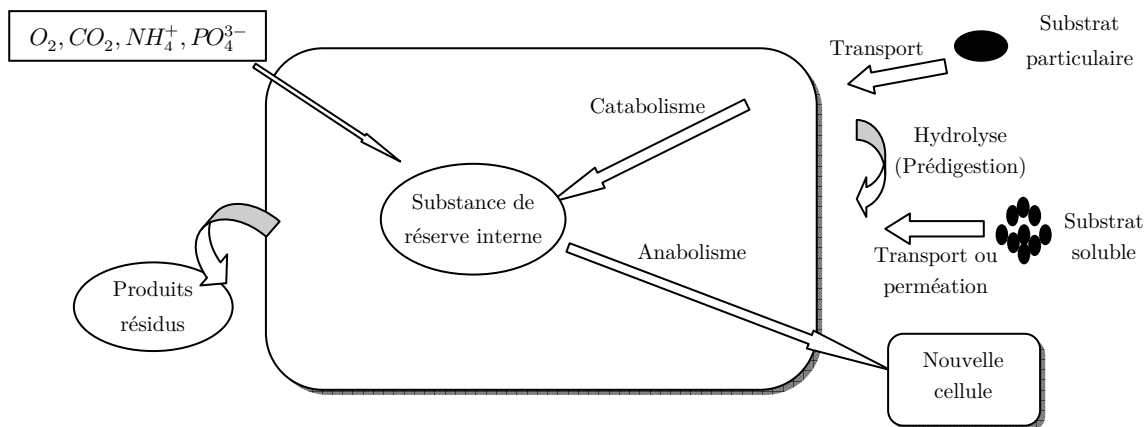 O₂, CO₂, NH₄⁺, PO₄³⁻
Substrat
particulaire
Transport
Catabolisme
Hydrolyse
(Prédigestion)
Substance de
réserve interne
Substrat
soluble
Anabolisme
Transport ou
perméation
Produits
résidus
Nouvelle
cellule